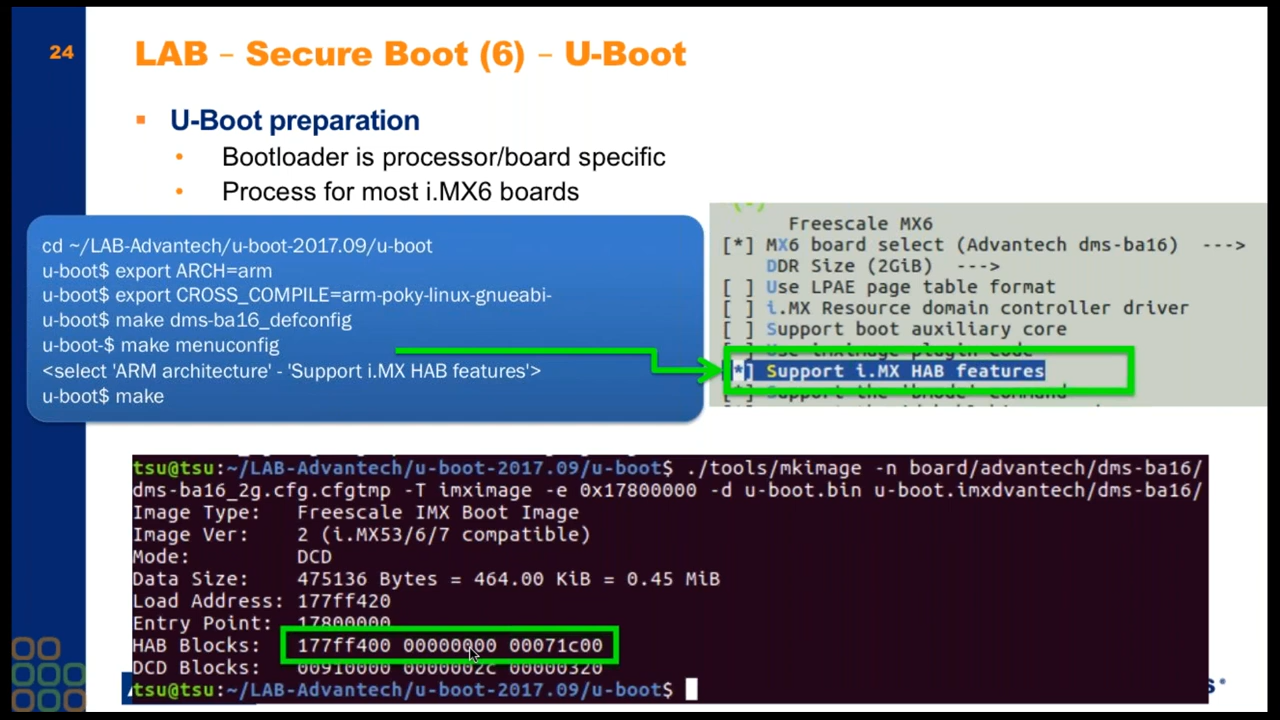 24
LAB – Secure Boot (6) – U-Boot
U-Boot preparation
Bootloader is processor/board specific
Process for most i.MX6 boards
cd ~/LAB-Advantech/u-boot-2017.09/u-boot
u-boot$ export ARCH=arm
u-boot$ export CROSS_COMPILE=arm-poky-linux-gnueabi-
u-boot$ make dms-ba16_defconfig
u-boot-$ make menuconfig
<select 'ARM architecture' - 'Support i.MX HAB features'>
u-boot$ make
Freescale MX6
[*] MX6 board select (Advantech dms-ba16)  --->
DDR Size (2GiB)  --->
[ ] Use LPAE page table format
[ ] i.MX Resource domain controller driver
[ ] Support boot auxiliary core
[ ] Use imximage plugin code
[*] Support i.MX HAB features
[*] Support the 'bmode' command
tsu@tsu:~/LAB-Advantech/u-boot-2017.09/u-boot$ ./tools/mkimage -n board/advantech/dms-ba16/
dms-ba16_2g.cfg.cfgtmp -T imximage -e 0x17800000 -d u-boot.bin u-boot.imxdvantech/dms-ba16/
Image Type:   Freescale IMX Boot Image
Image Ver:    2 (i.MX53/6/7 compatible)
Mode:         DCD
Data Size:    475136 Bytes = 464.00 KiB = 0.45 MiB
Load Address: 177ff420
Entry Point:  17800000
HAB Blocks:   177ff400 00000000 00071c00
DCD Blocks:   00910000 0000002c 00000320
tsu@tsu:~/LAB-Advantech/u-boot-2017.09/u-boot$